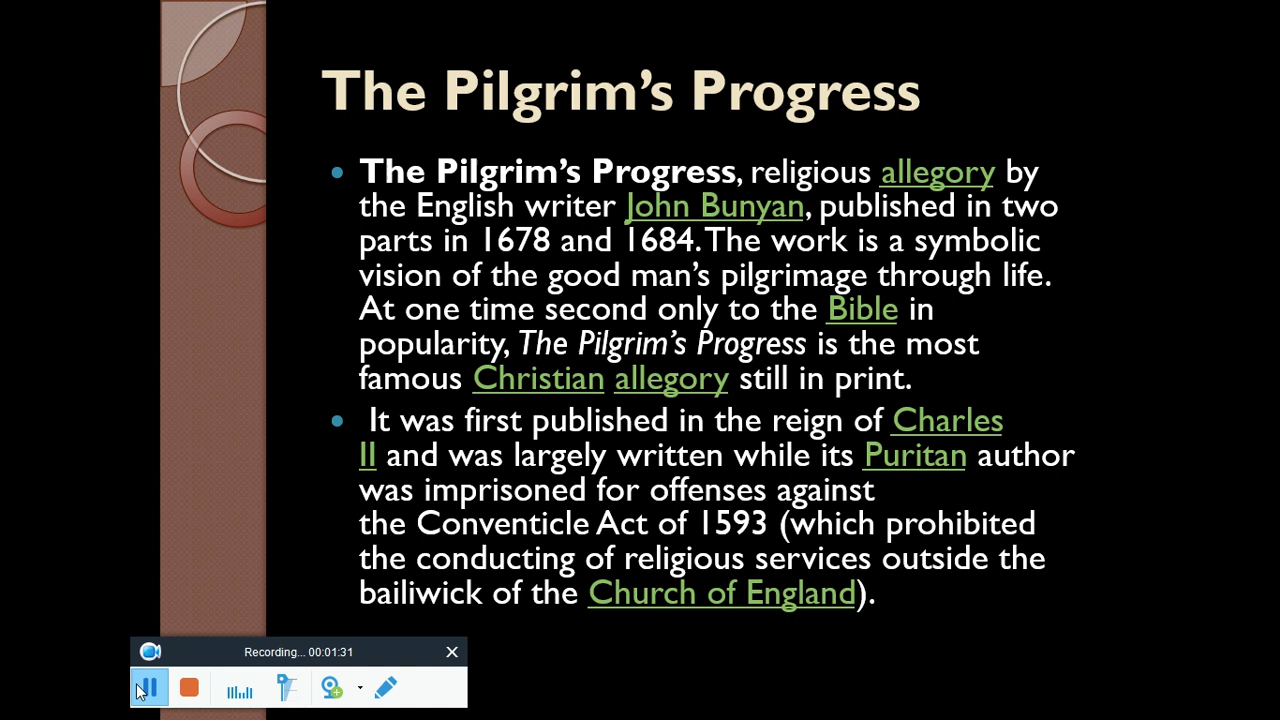 The Pilgrim's Progress
The Pilgrim's Progress, religious allegory by
the English writer John Bunyan, published in two
parts in 1678 and 1684. The work is a symbolic
vision of the good man's pilgrimage through life.
At one time second only to the Bible in
popularity, The Pilgrim's Progress is the most
famous Christian allegory still in print.
It was first published in the reign of Charles
II and was largely written while its Puritan author
was imprisoned for offenses against
the Conventicle Act of 1593 (which prohibited
the conducting of religious services outside the
bailiwick of the Church of England).
Recording... 00:01:31